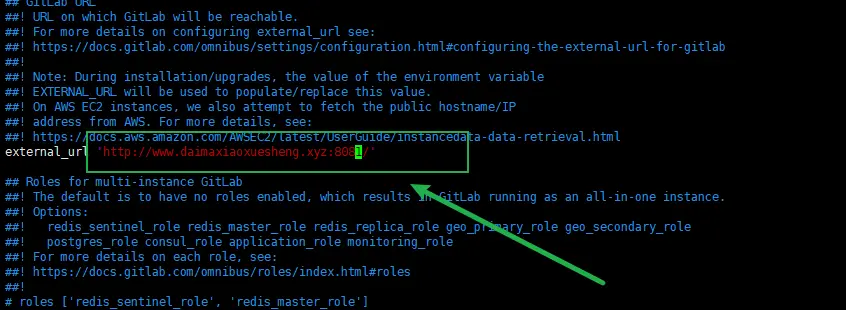 ## GitLab URL
##! URL on which GitLab will be reachable.
##! For more details on configuring external_url see:
##! https://docs.gitlab.com/omnibus/settings/configuration.html#configuring-the-external-url-for-gitlab
##!
##! Note: During installation/upgrades, the value of the environment variable
##! EXTERNAL_URL will be used to populate/replace this value.
##! On AWS EC2 instances, we also attempt to fetch the public hostname/IP
##! address from AWS. For more details, see:
##! https://docs.aws.amazon.com/AWSEC2/latest/UserGuide/instancedata-data-retrieval.html
external_url 'http://www.daimaxiaoxuesheng.xyz:8081/'
## Roles for multi-instance GitLab
##! The default is to have no roles enabled, which results in GitLab running as an all-in-one instance.
##! Options:
##!   redis_sentinel_role redis_master_role redis_replica_role geo_primary_role geo_secondary_role
##!   postgres_role consul_role application_role monitoring_role
##! For more details on each role, see:
##! https://docs.gitlab.com/omnibus/roles/index.html#roles
##!
# roles ['redis_sentinel_role', 'redis_master_role']